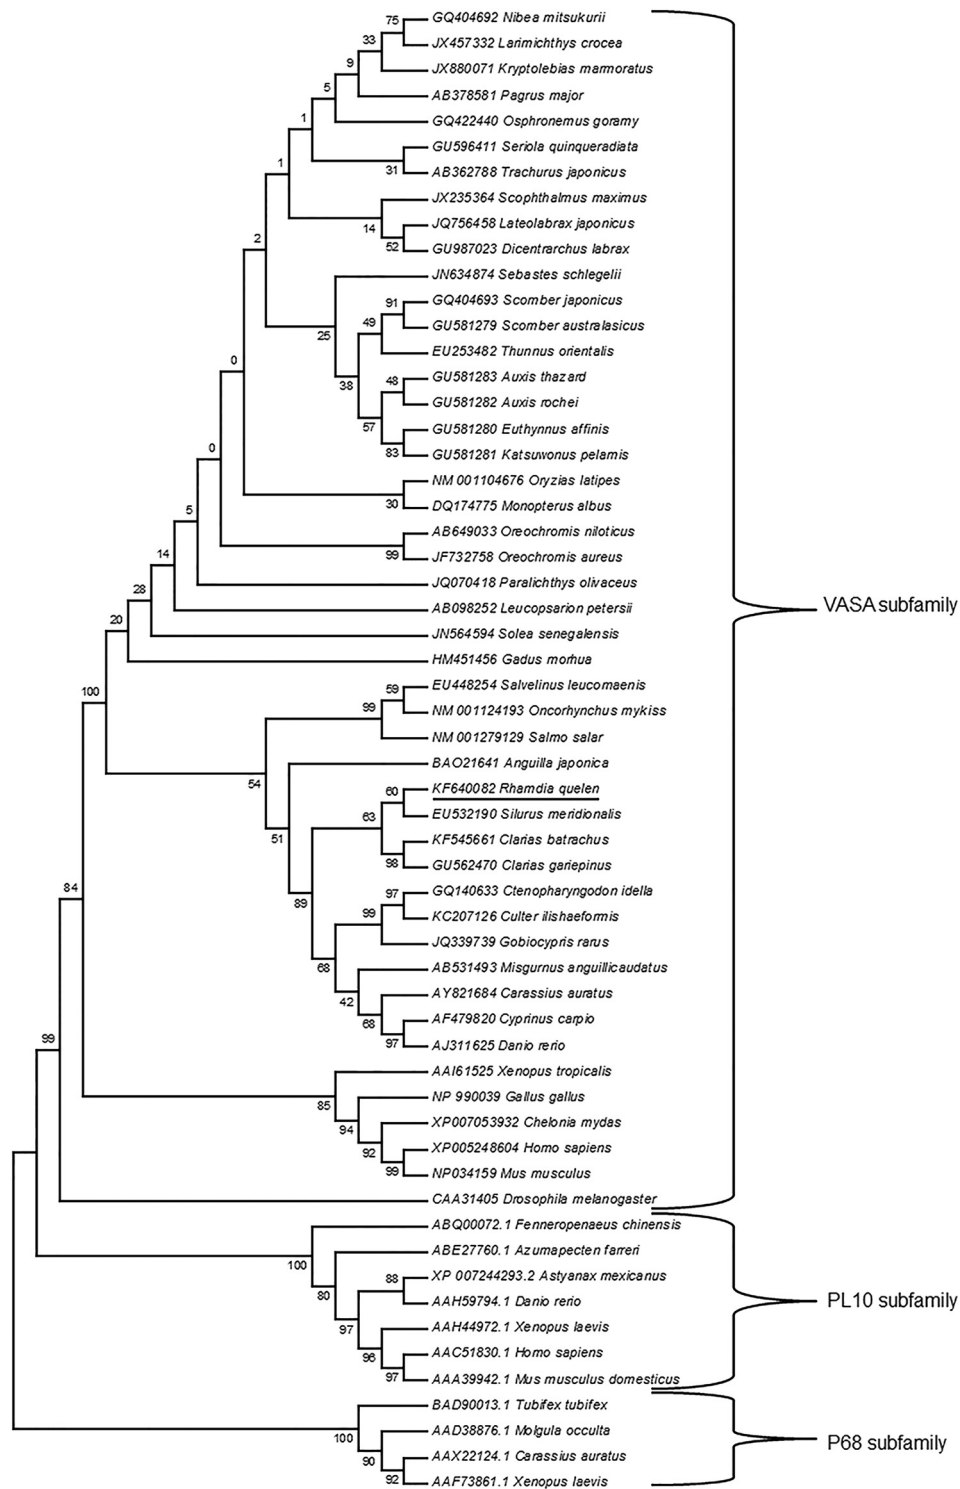 GQ404692 Nibea mitsukurii
JX457332 Larimichthys crocea
JX880071 Kryptolebias marmoratus
AB378581 Pagrus major
GQ422440 Osphronemus goramy
GU596411 Seriola quinqueradiata
AB362788 Trachurus japonicus
JX235364 Scophthalmus maximus
JQ756458 Lateolabrax japonicus
GU987023 Dicentrarchus labrax
JN634874 Sebastes schlegelii
GQ404693 Scomber japonicus
GU581279 Scomber australasicus
EU253482 Thunnus orientalis
GU581283 Auxis thazard
GU581282 Auxis rochei
GU581280 Euthynnus affinis
GU581281 Katsuwonus pelamis
NM 001104676 Oryzias latipes
DQ174775 Monopterus albus
AB649033 Oreochromis niloticus
JF732758 Oreochromis aureus
JQ070418 Paralichthys olivaceus
AB098252 Leucopsarion petersii
JN564594 Solea senegalensis
HM451456 Gadus morhua
EU448254 Salvelinus leucomaenis
NM 001124193 Oncorhynchus mykiss
NM 001279129 Salmo salar
BAO21641 Anguilla japonica
KF640082 Rhamdia quelen
EU532190 Silurus meridionalis
KF545661 Clarias batrachus
GU562470 Clarias gariepinus
GQ140633 Ctenopharyngodon idella
KC207126 Culter ilishaeformis
JQ339739 Gobiocypris rarus
AB531493 Misgurnus anguillicaudatus
AY821684 Carassius auratus
AF479820 Cyprinus carpio
AJ311625 Danio rerio
AAI61525 Xenopus tropicalis
NP 990039 Gallus gallus
XP007053932 Chelonia mydas
XP005248604 Homo sapiens
NP034159 Mus musculus
CAA31405 Drosophila melanogaster
ABQ00072.1 Fenneropenaeus chinensis
ABE27760.1 Azumapecten farreri
XP 007244293.2 Astyanax mexicanus
AAH59794.1 Danio rerio
AAH44972.1 Xenopus laevis
AAC51830.1 Homo sapiens
AAA39942.1 Mus musculus domesticus
BAD90013.1 Tubifex tubifex
AAD38876.1 Molgula occulta
AAX22124.1 Carassius auratus
AAF73861.1 Xenopus laevis
VASA subfamily
PL10 subfamily
P68 subfamily
75
33
9
5
1
31
1
14
52
2
25
91
49
38
48
57
83
0
30
0
99
5
14
28
20
100
59
99
54
51
60
63
98
89
97
99
68
42
68
97
84
85
94
92
99
99
100
80
88
97
96
97
100
90
92